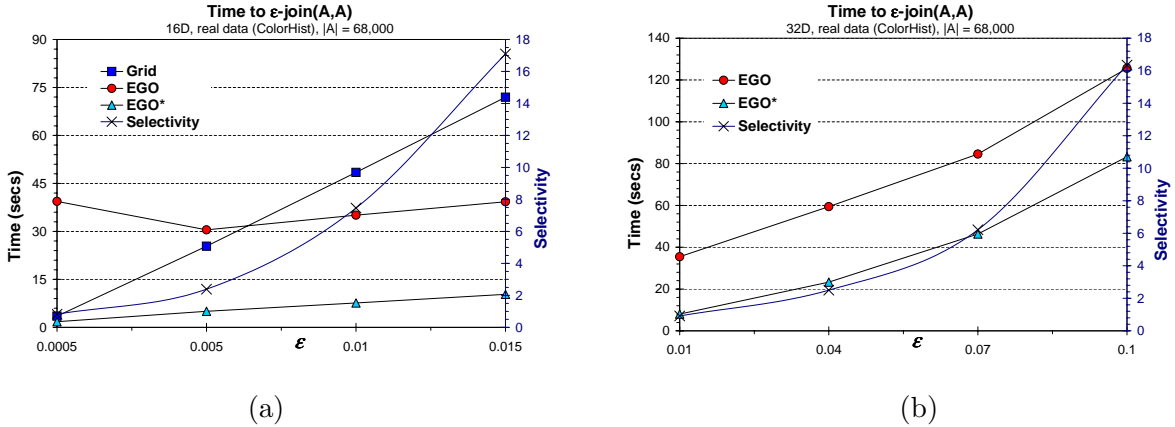 Time to ε-join(A,A)
16D, real data (ColorHist), |A| = 68,000
90
75
60
45
30
15
0
Time (secs)
Grid
EGO
EGO*
Selectivity
18
16
14
12
10
8
6
4
2
0
Selectivity
0.0005
0.005
0.01
0.015
ε
(a)
Time to ε-join(A,A)
32D, real data (ColorHist), |A| = 68,000
140
120
100
80
60
40
20
0
Time (secs)
EGO
EGO*
Selectivity
18
16
14
12
10
8
6
4
2
0
Selectivity
0.01
0.04
0.07
0.1
ε
(b)